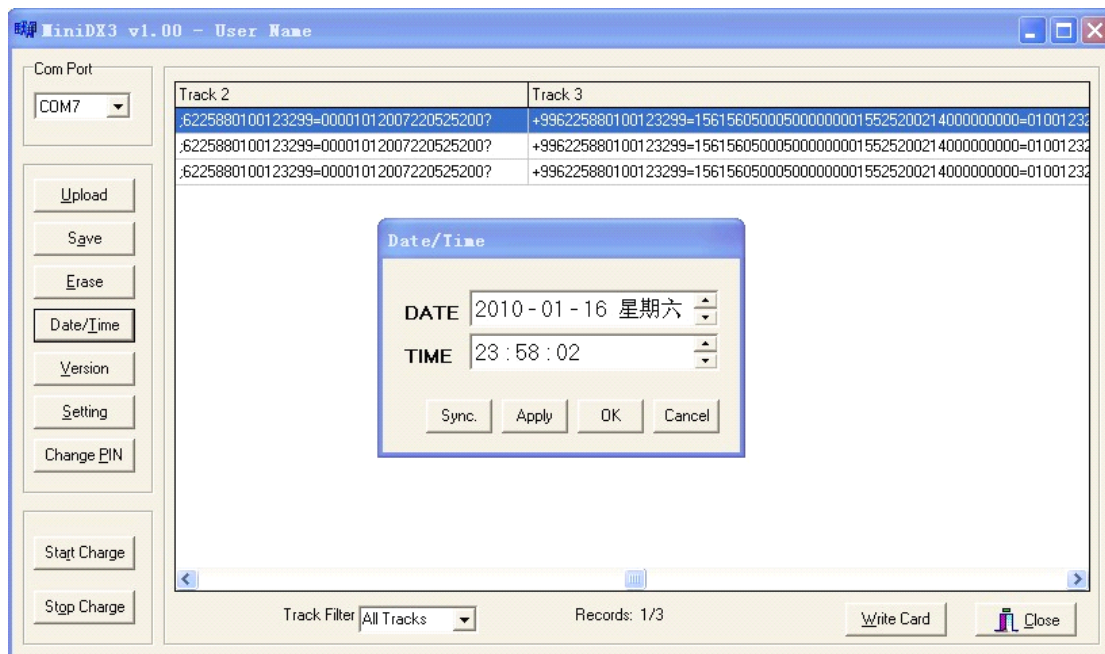 MiniDX3 v1.00 - User Name
Com Port
COM7
Upload
Save
Erase
Date/Time
Version
Setting
Change PIN
Start Charge
Stop Charge
Track 2 Track 3
;6225880100123299=00001012007220525200? +996225880100123299=1561560500050000000015525200214000000000=0100123
;6225880100123299=00001012007220525200? +996225880100123299=1561560500050000000015525200214000000000=0100123
;6225880100123299=00001012007220525200? +996225880100123299=1561560500050000000015525200214000000000=0100123
Date/Time
DATE 2010-01-16 星期六
TIME 23:58:02
Sync. Apply OK Cancel
Track Filter All Tracks Records: 1/3 Write Card Close